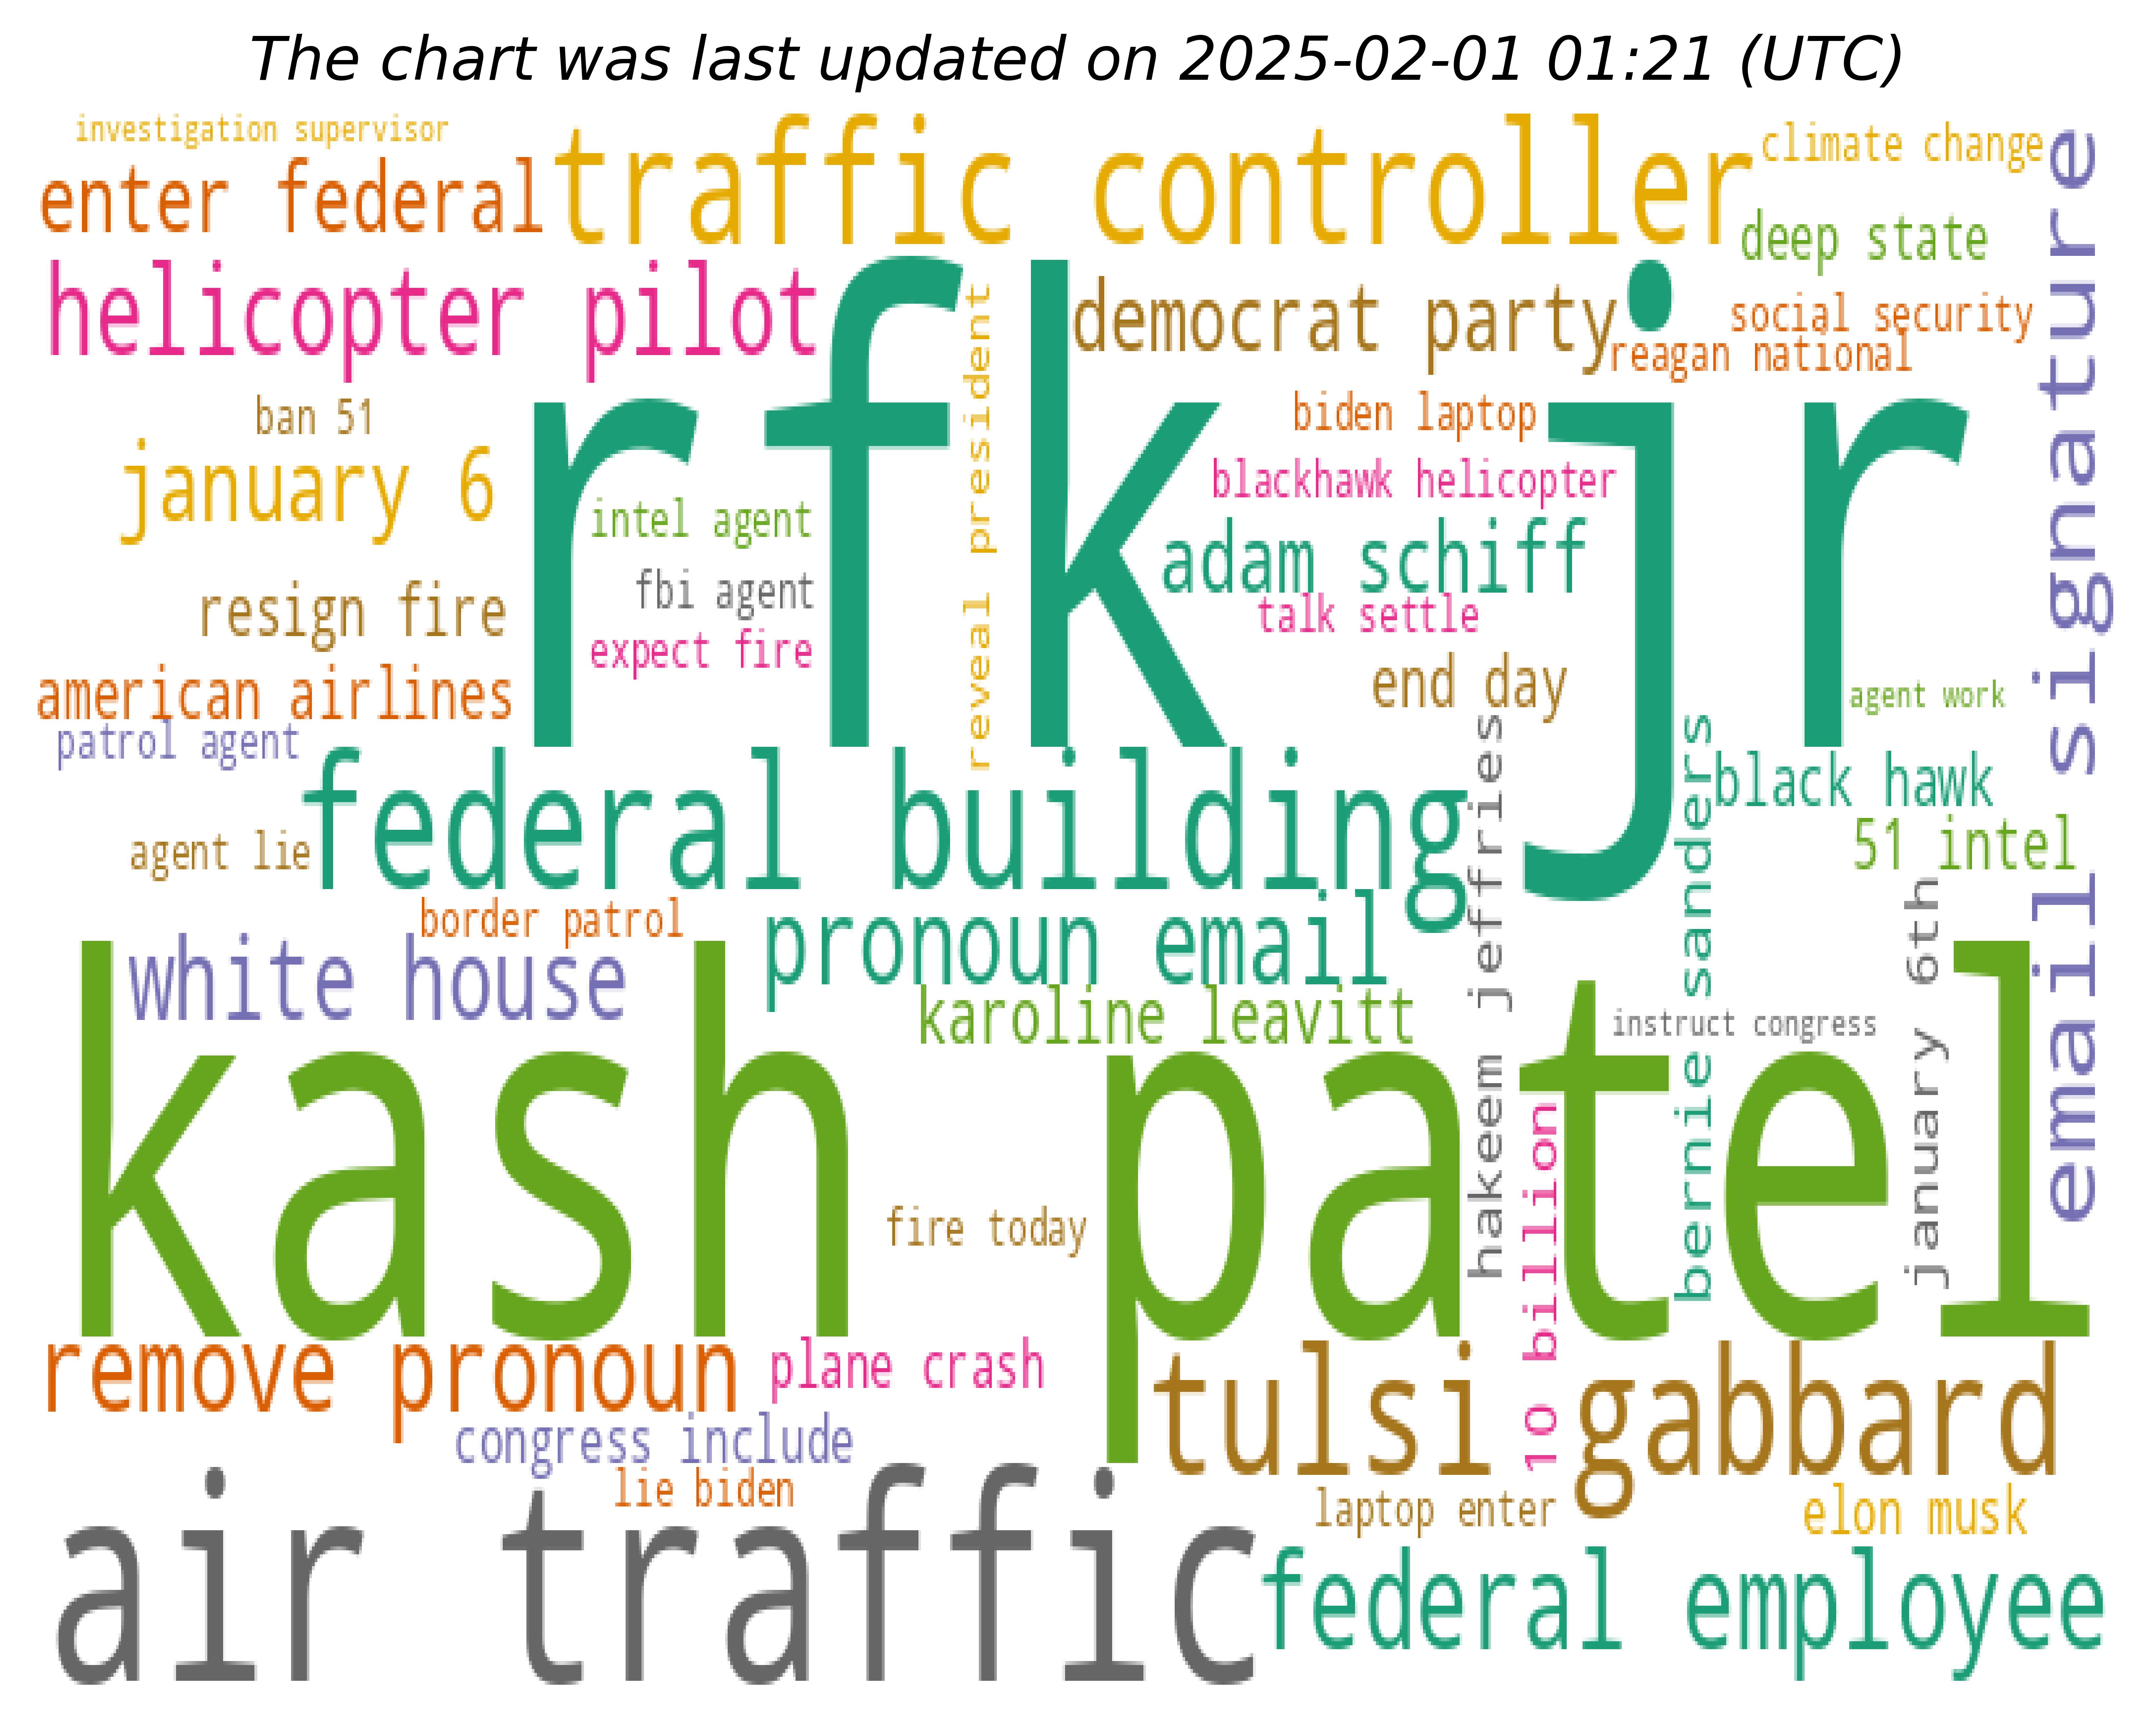 The chart was last updated on 2025-02-01 01:21 (UTC)
investigation supervisor
traffic controller
climate change
enter federal
deep state
email signature
helicopter pilot
rfk jr
democrat party
social security
reagan national
reveal president
ban 51
biden laptop
january 6
blackhawk helicopter
intel agent
adam schiff
fbi agent
talk settle
resign fire
expect fire
end day
american airlines
agent work
patrol agent
federal building
hakeem jeffries
bernie sanders
black hawk
agent lie
51 intel
border patrol
pronoun email
january 6th
white house
karoline leavitt
instruct congress
kash patel
10 billion
fire today
remove pronoun
plane crash
tulsi gabbard
congress include
lie biden
air traffic
laptop enter
elon musk
federal employee